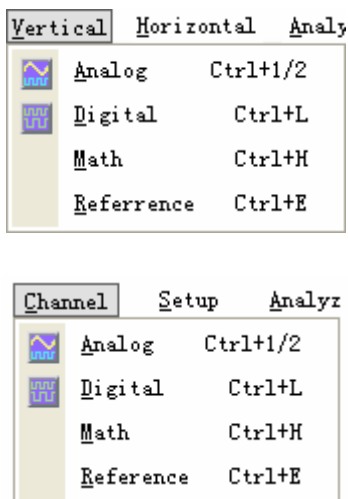 Vertical Horizontal Analy
Analog Ctrl+1/2
Digital Ctrl+L
Math Ctrl+H
Referrence Ctrl+E
Channel Setup Analyz
Analog Ctrl+1/2
Digital Ctrl+L
Math Ctrl+H
Reference Ctrl+E